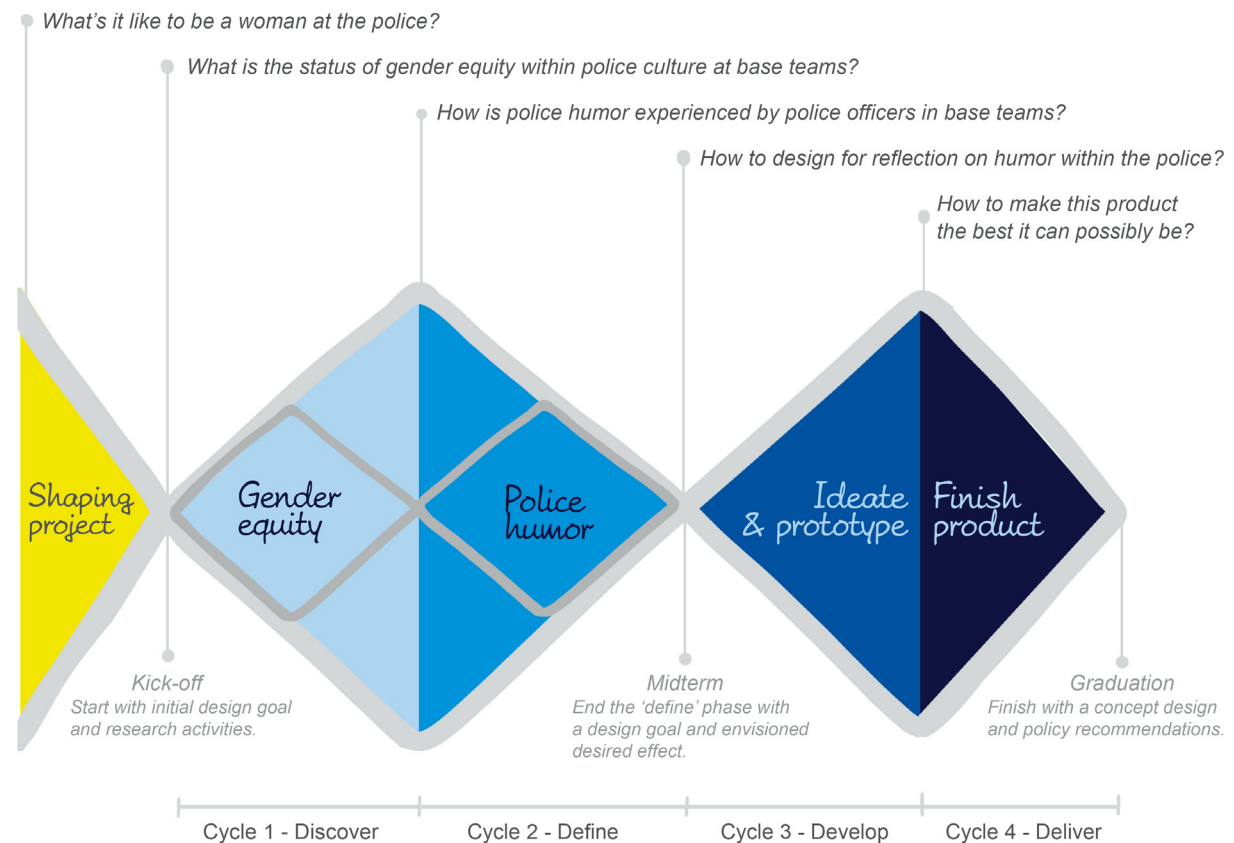 What's it like to be a woman at the police?
What is the status of gender equity within police culture at base teams?
How is police humor experienced by police officers in base teams?
How to design for reflection on humor within the police?
How to make this product
the best it can possibly be?
Shaping
project
Gender
equity
Police
humor
Ideate
& prototype
Finish
product
Kick-off
Start with initial design goal
and research activities.
Midterm
End the ‘define’ phase with
a design goal and envisioned
desired effect.
Graduation
Finish with a concept design
and policy recommendations.
Cycle 1 - Discover
Cycle 2 - Define
Cycle 3 - Develop
Cycle 4 - Deliver